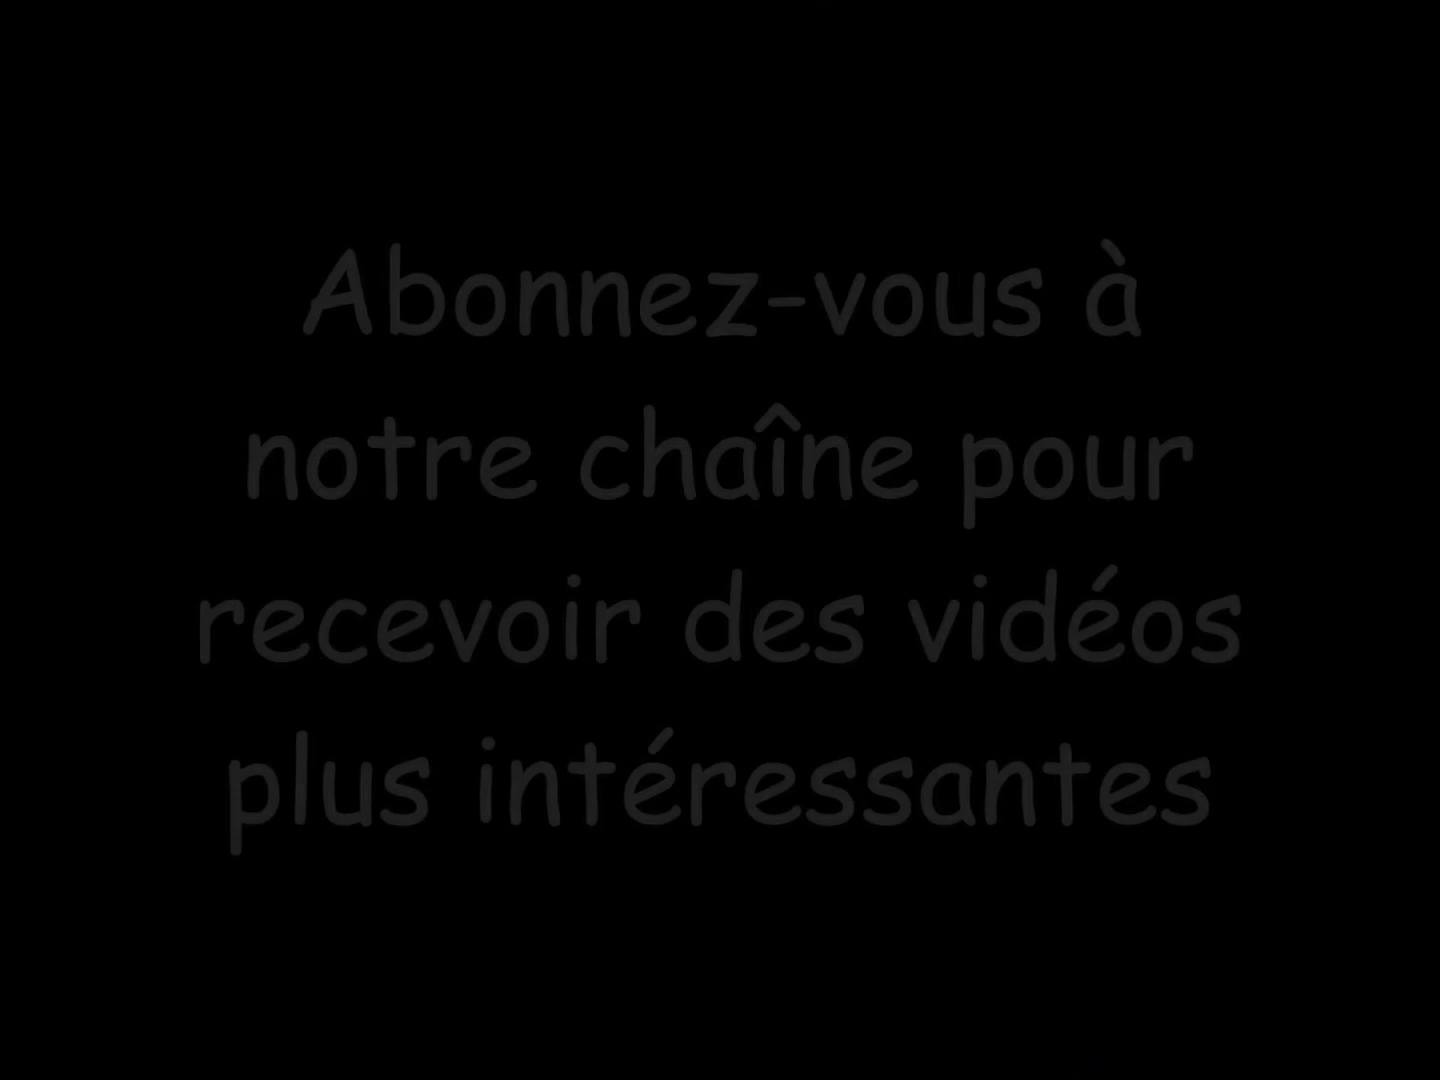 Abonnez-vous à
notre chaîne pour
recevoir des vidéos
plus intéressantes